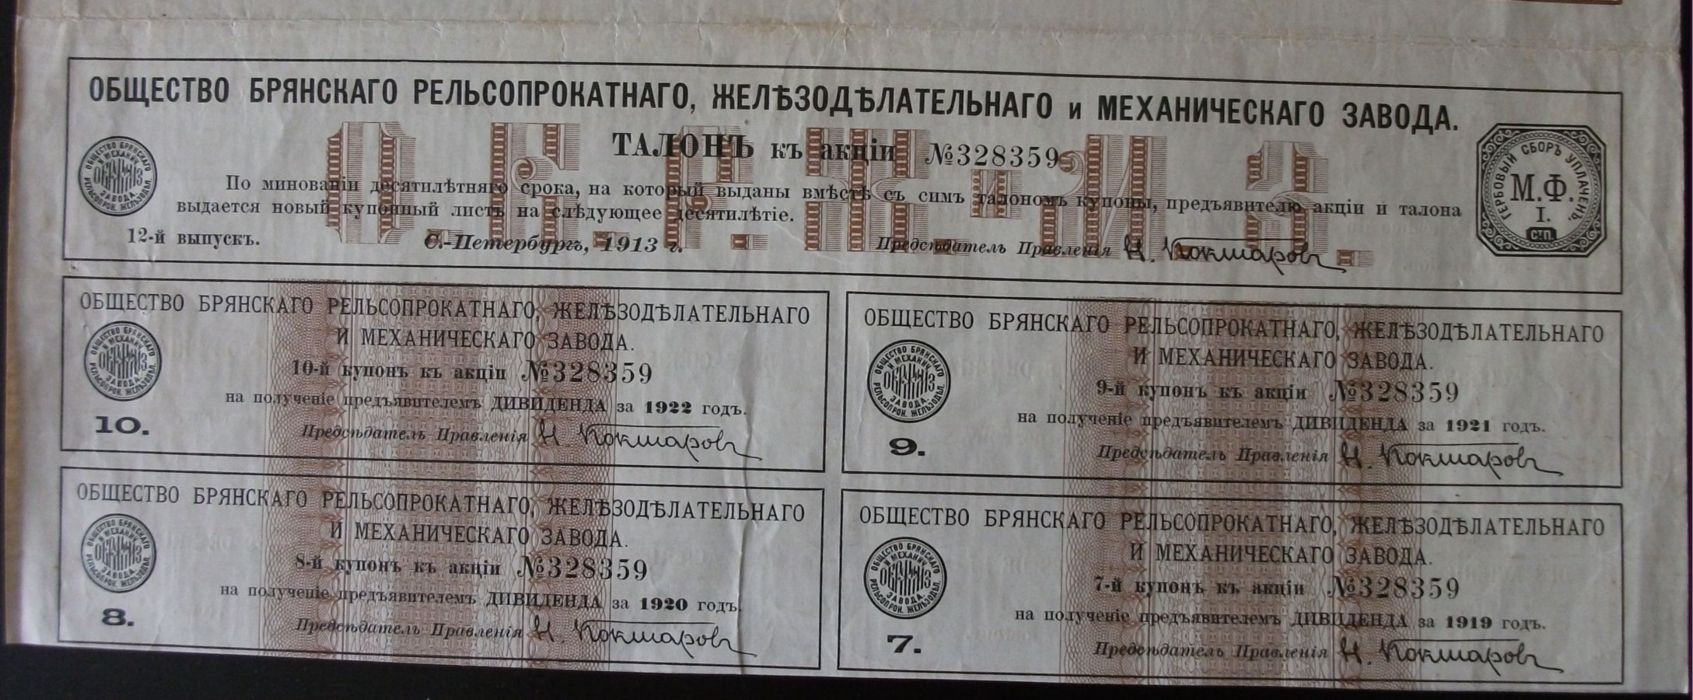 ОБЩЕСТВО БРЯНСКАГО РЕЛЬСОПРОКАТНАГО, ЖЕЛѢЗОДѢЛАТЕЛЬНАГО и МЕХАНИЧЕСКАГО ЗАВОДА.
ТАЛОНЪ къ акціи №328359
О.Б.Р.Ж. и М.З.
По минованіи десятилѣтняго срока, на который выданы вмѣстѣ съ симъ талономъ купоны, предъявителю акціи и талона
выдается новый купонный листъ на слѣдующее десятилѣтіе.
12-й выпускъ.
С.-Петербургъ, 1913 г.
Предсѣдатель Правленія Н. Кокшаровъ
ГЕРБОВЫЙ СБОРЪ УПЛАЧЕНЪ.
М.Ф.
I.
СТП.
ОБЩЕСТВО БРЯНСКАГО РЕЛЬСОПРОКАТНАГО, ЖЕЛѢЗОДѢЛАТЕЛЬНАГО
И МЕХАНИЧЕСКАГО ЗАВОДА.
10-й купонъ къ акціи №328359
на полученіе предъявителемъ ДИВИДЕНДА за 1922 годъ.
10.
Предсѣдатель Правленія Н. Кокшаровъ
ОБЩЕСТВО БРЯНСКАГО РЕЛЬСОПРОКАТНАГО, ЖЕЛѢЗОДѢЛАТЕЛЬНАГО
И МЕХАНИЧЕСКАГО ЗАВОДА.
9-й купонъ къ акціи №328359
на полученіе предъявителемъ ДИВИДЕНДА за 1921 годъ.
9.
Предсѣдатель Правленія Н. Кокшаровъ
ОБЩЕСТВО БРЯНСКАГО РЕЛЬСОПРОКАТНАГО, ЖЕЛѢЗОДѢЛАТЕЛЬНАГО
И МЕХАНИЧЕСКАГО ЗАВОДА.
8-й купонъ къ акціи №328359
на полученіе предъявителемъ ДИВИДЕНДА за 1920 годъ.
8.
Предсѣдатель Правленія Н. Кокшаровъ
ОБЩЕСТВО БРЯНСКАГО РЕЛЬСОПРОКАТНАГО, ЖЕЛѢЗОДѢЛАТЕЛЬНАГО
И МЕХАНИЧЕСКАГО ЗАВОДА.
7-й купонъ къ акціи №328359
на полученіе предъявителемъ ДИВИДЕНДА за 1919 годъ.
7.
Предсѣдатель Правленія Н. Кокшаровъ